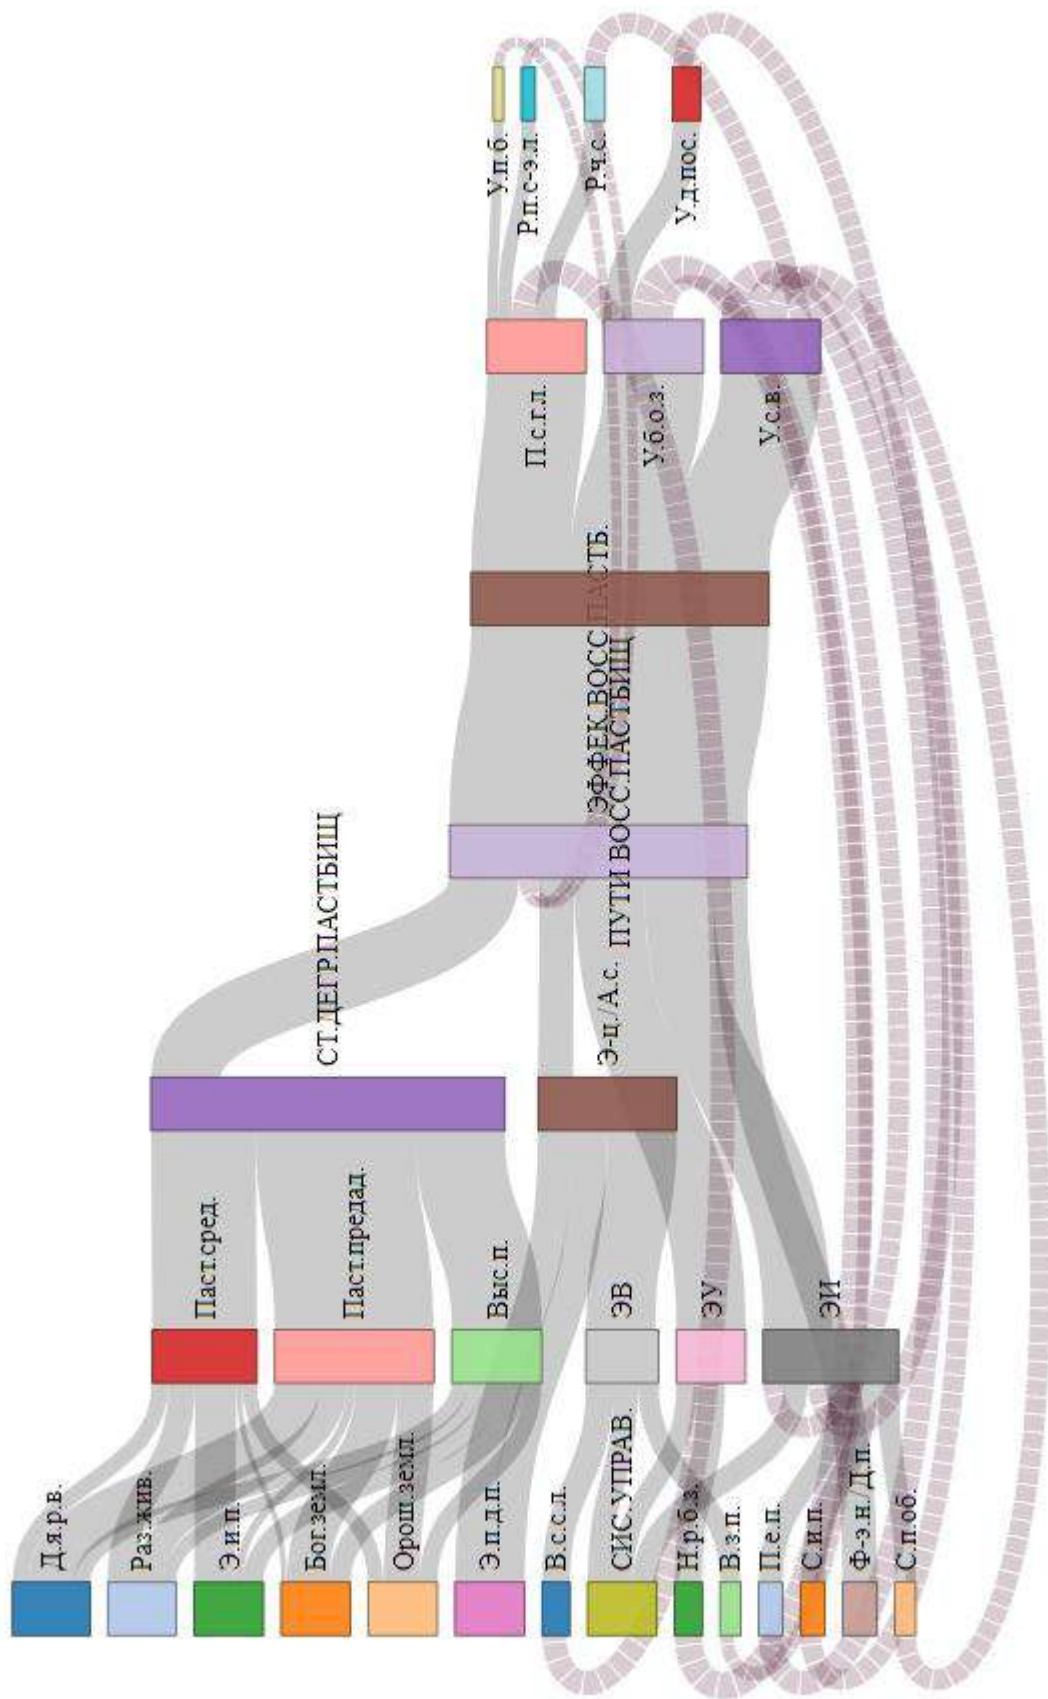 Д.я.р.в.
Раз.жив.
Э.и.п.
Бог.земл.
Орош.земл.
Э.п.д.п.
В.с.с.л.
СИС.УПРАВ.
Н.р.б.з.
В.з.п.
П.е.п.
С.и.п.
Ф-э.н./Д.п.
С.п.об.
Паст.сред.
Паст.предад.
Выс.п.
ЭВ
ЭУ
ЭИ
СТ.ДЕГР.ПАСТБИЩ
Э-ц./А.с.
ПУТИ ВОСС.ПАСТБИЩ
ЭФФЕК.ВОСС.ПАСТБ.
П.с.г.л.
У.б.о.з.
У.с.в.
У.п.б.
Р.п.с-э.л.
Р.ч.с.
У.д.пос.